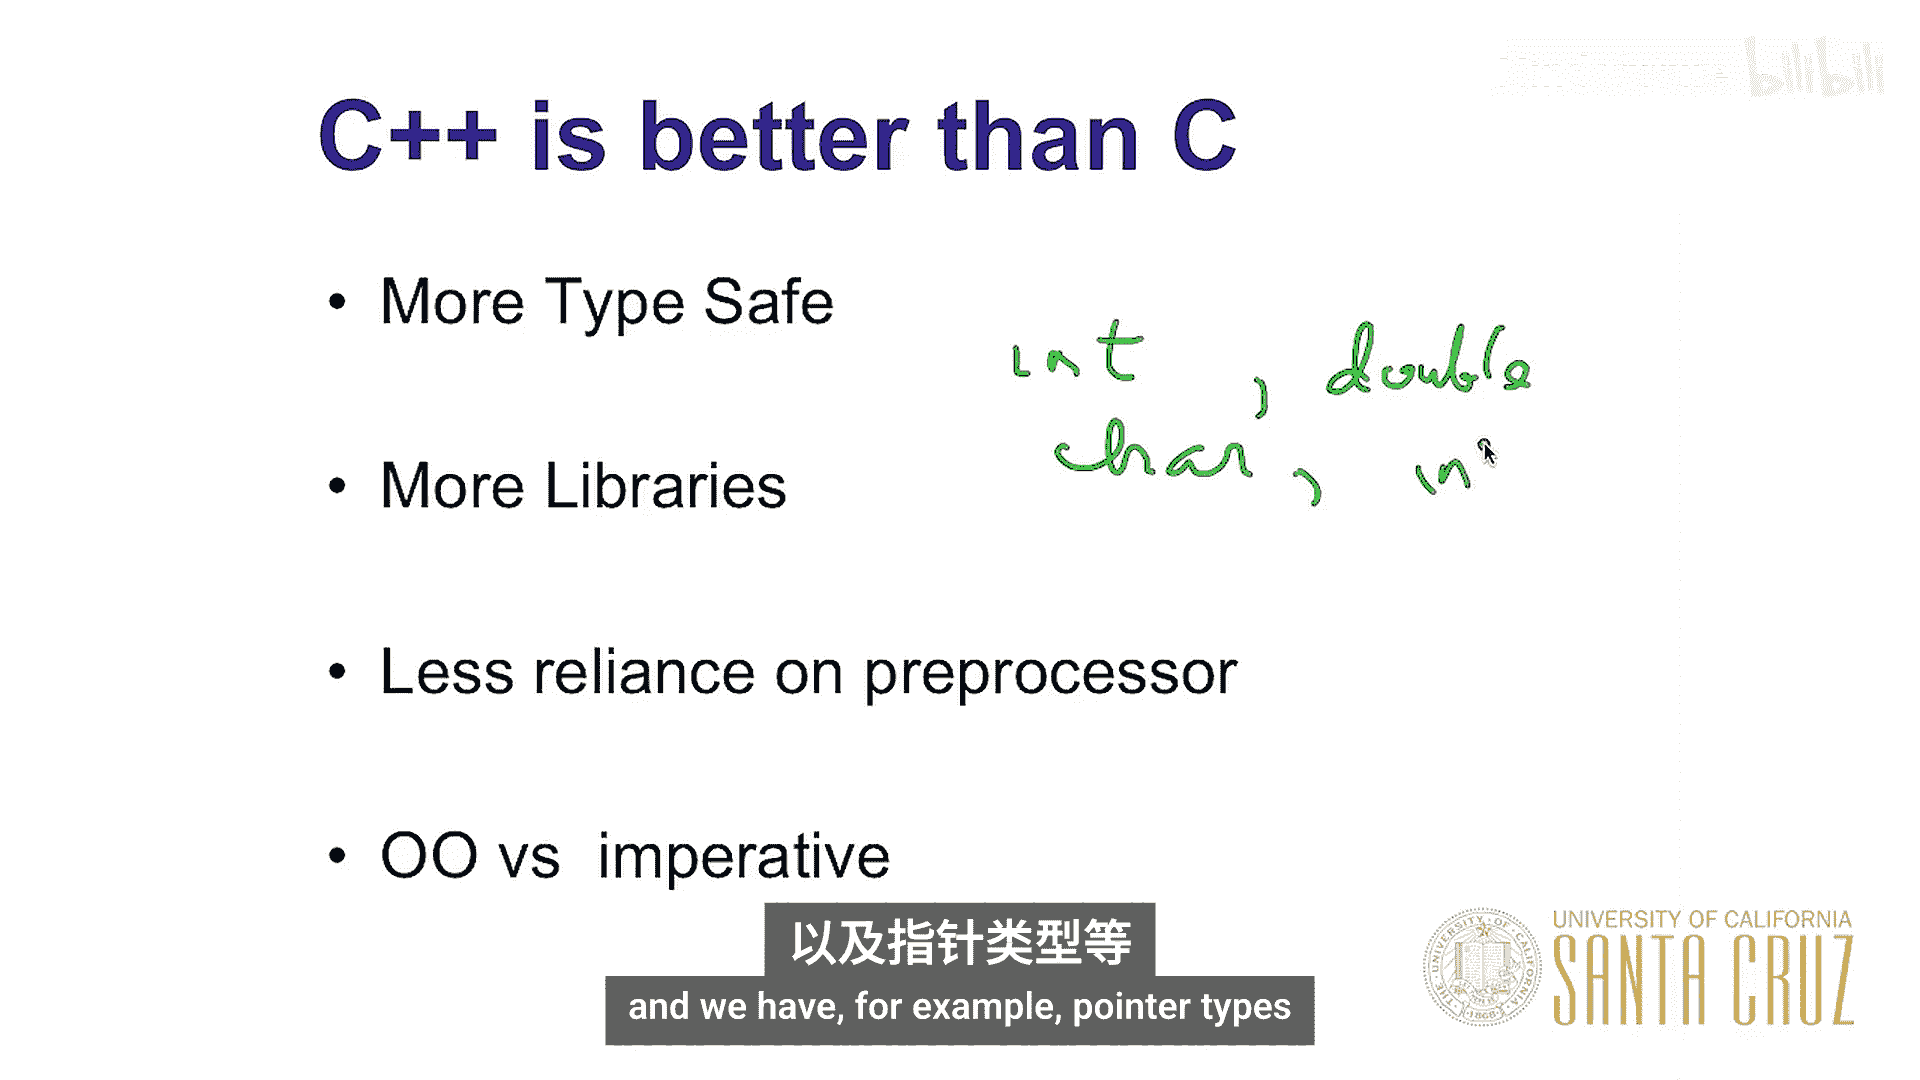 bilibili
C++ is better than C
• More Type Safe
int, double
char, in
• More Libraries
• Less reliance on preprocessor
• OO vs imperative
以及指针类型等
and we have, for example, pointer types
UNIVERSITY OF CALIFORNIA
SANTA CRUZ